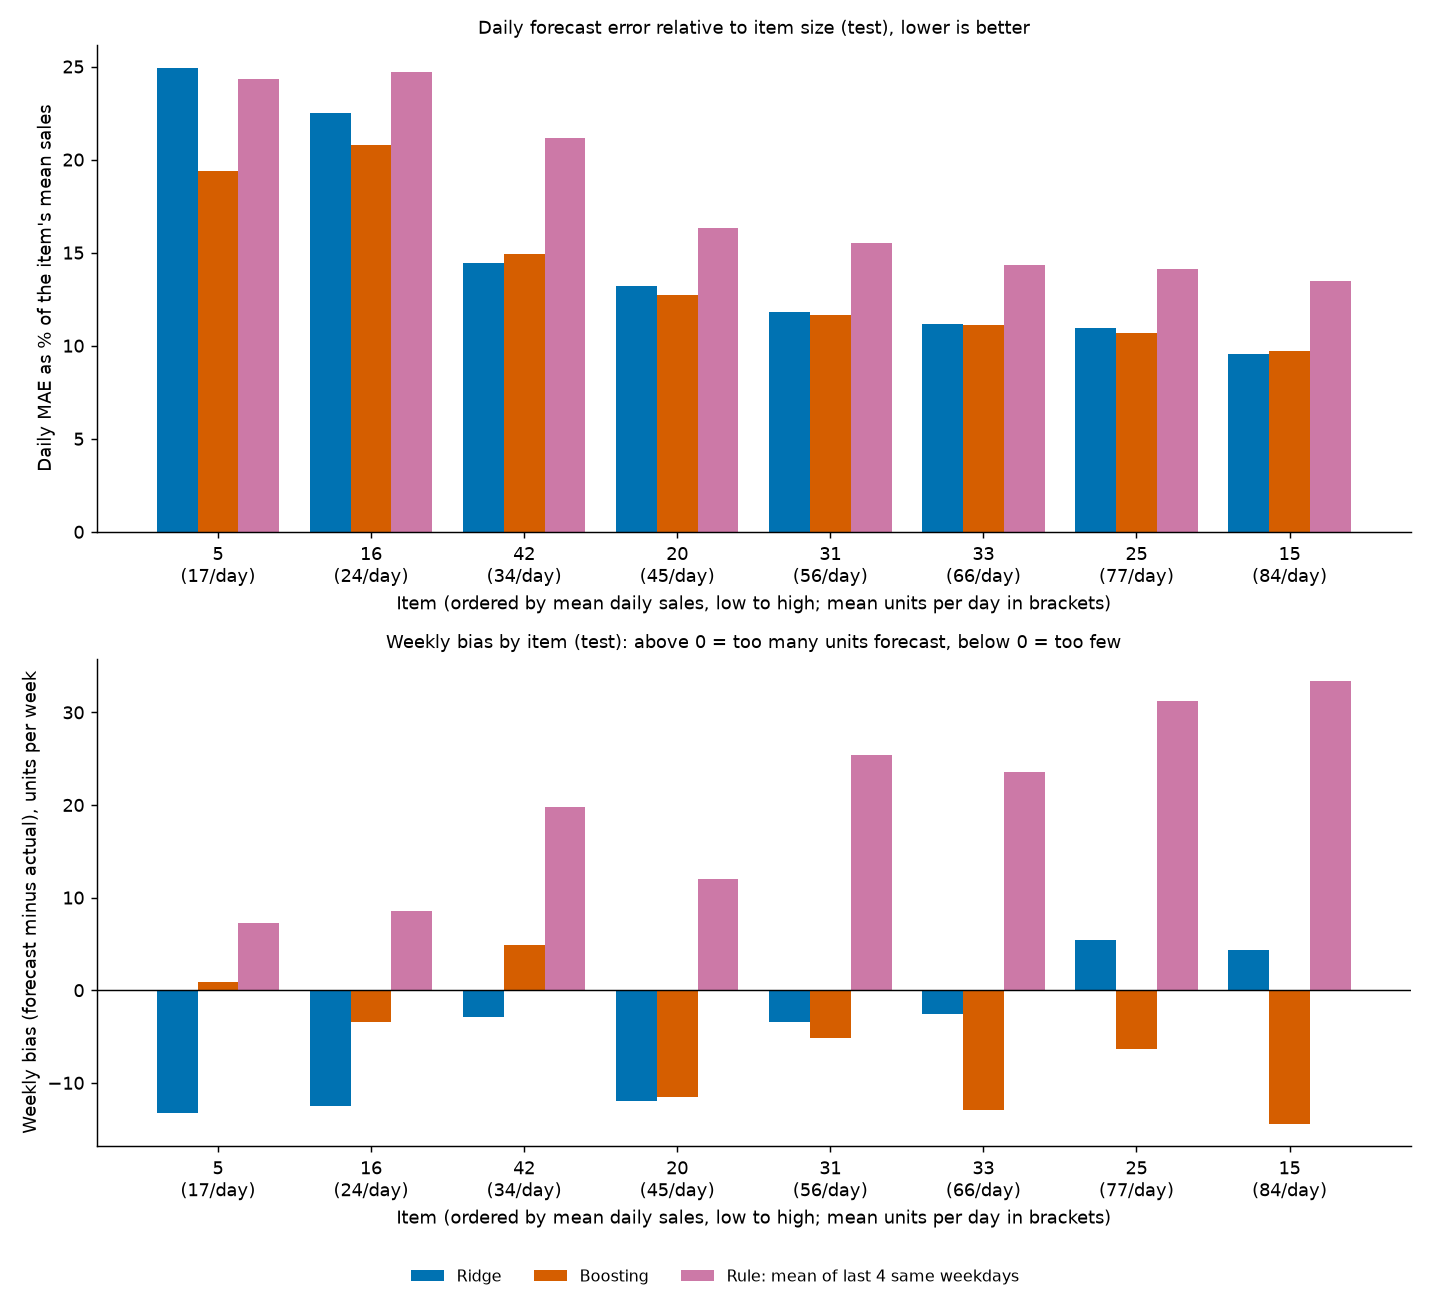 Daily forecast error relative to item size (test), lower is better
Daily MAE as % of the item's mean sales
25
20
15
10
5
0
5 16 42 20 31 33 25 15
(17/day) (24/day) (34/day) (45/day) (56/day) (66/day) (77/day) (84/day)
Item (ordered by mean daily sales, low to high; mean units per day in brackets)
Weekly bias by item (test): above 0 = too many units forecast, below 0 = too few
Weekly bias (forecast minus actual), units per week
30
20
10
0
−10
5 16 42 20 31 33 25 15
(17/day) (24/day) (34/day) (45/day) (56/day) (66/day) (77/day) (84/day)
Item (ordered by mean daily sales, low to high; mean units per day in brackets)
Ridge Boosting Rule: mean of last 4 same weekdays